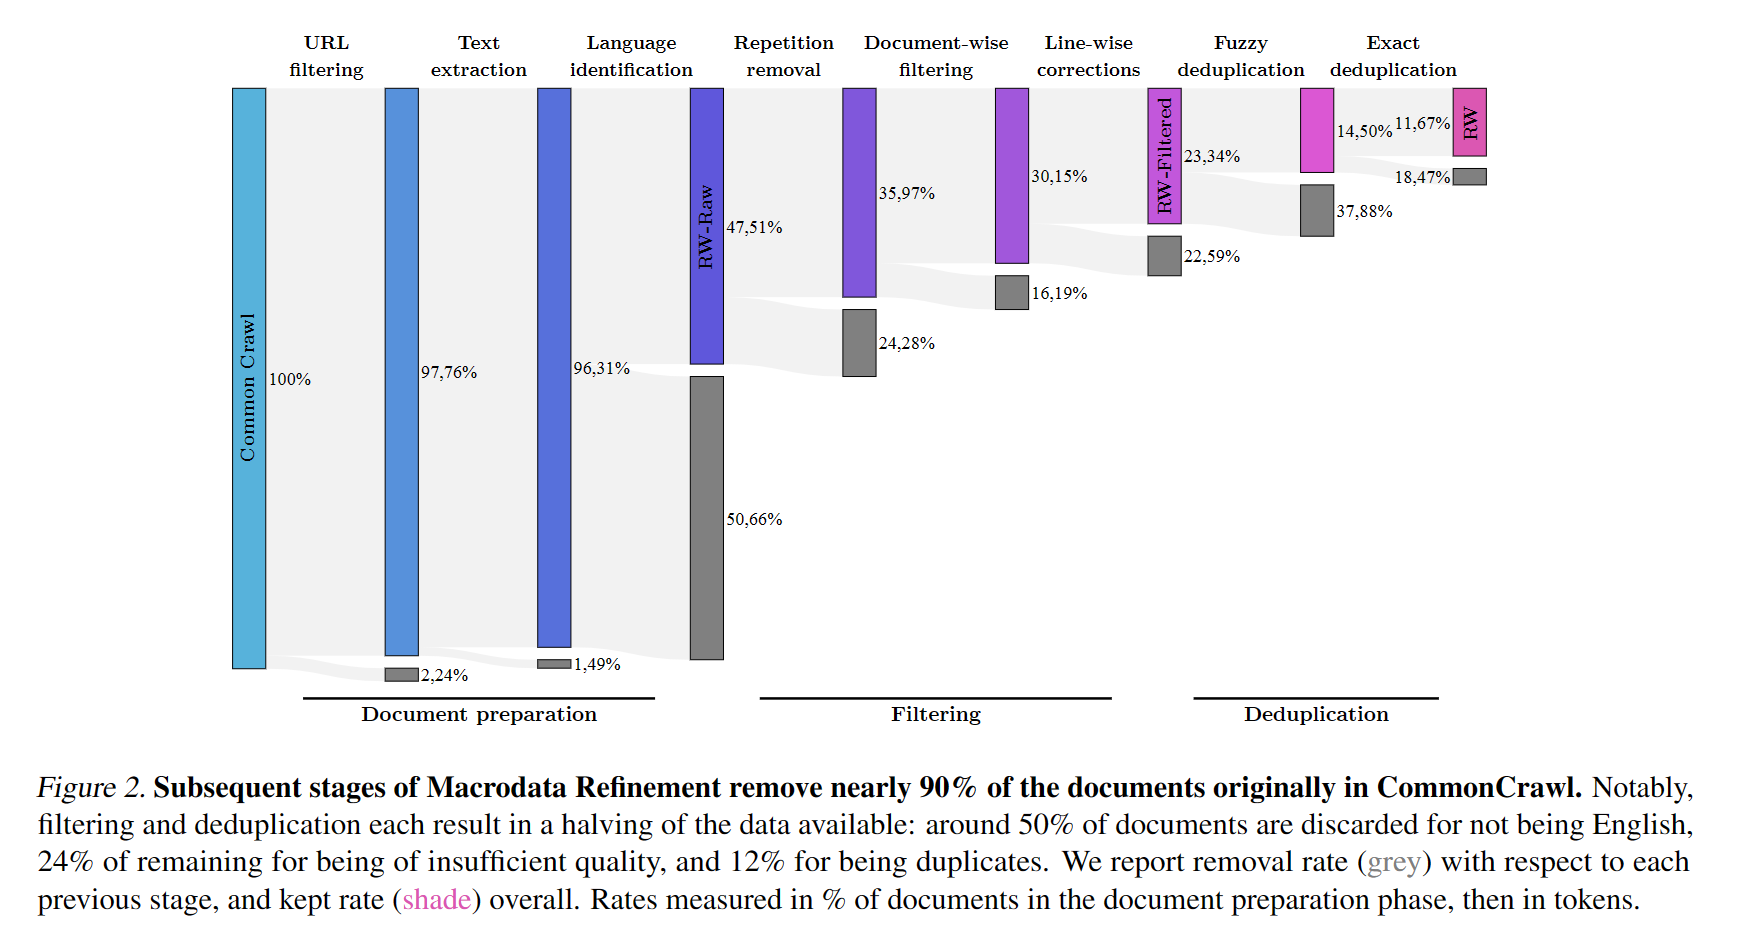 URL filtering
Text extraction
Language identification
Repetition removal
Document-wise filtering
Line-wise corrections
Fuzzy deduplication
Exact deduplication
Common Crawl
100%
97,76%
2,24%
96,31%
1,49%
RW-Raw
47,51%
50,66%
35,97%
24,28%
30,15%
16,19%
RW-Filtered
23,34%
22,59%
14,50%
37,88%
11,67%
18,47%
RW
Document preparation
Filtering
Deduplication
Figure 2. Subsequent stages of Macrodata Refinement remove nearly 90% of the documents originally in CommonCrawl. Notably,
filtering and deduplication each result in a halving of the data available: around 50% of documents are discarded for not being English,
24% of remaining for being of insufficient quality, and 12% for being duplicates. We report removal rate (grey) with respect to each
previous stage, and kept rate (shade) overall. Rates measured in % of documents in the document preparation phase, then in tokens.